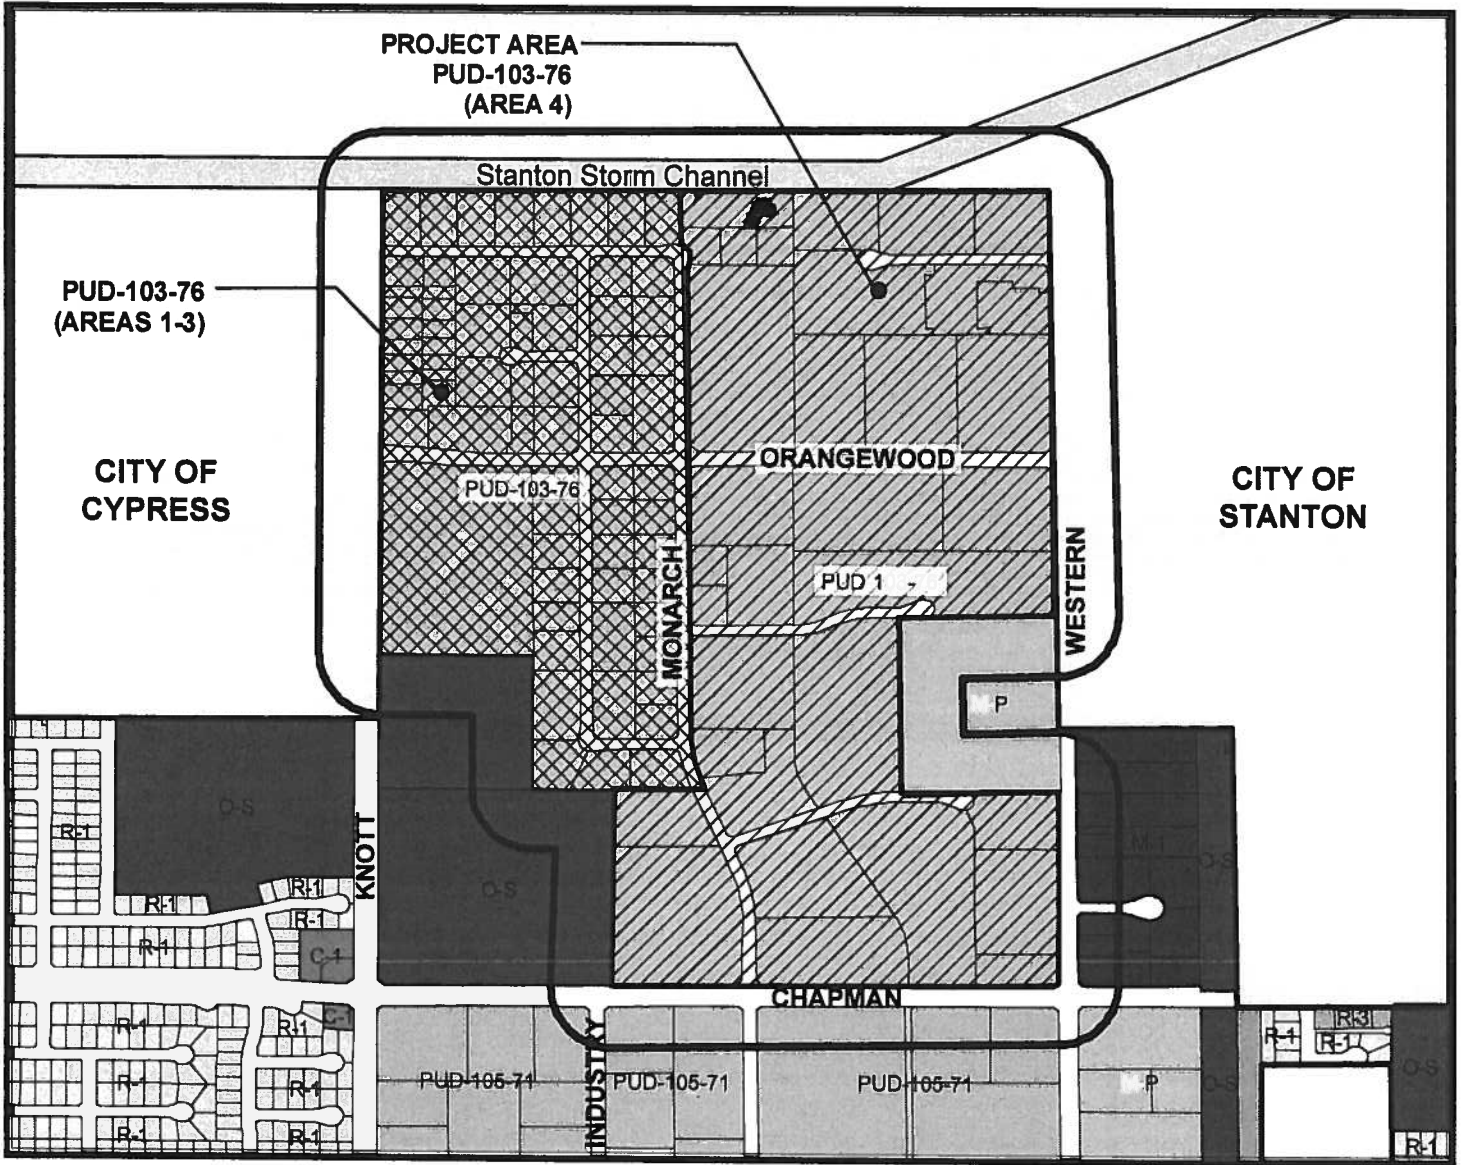 PROJECT AREA
PUD-103-76
(AREA 4)
Stanton Storm Channel
PUD-103-76
(AREAS 1-3)
CITY OF
CYPRESS
ORANGEWOOD
PUD-103-76
CITY OF
STANTON
MONARCH
PUD 1 -
WESTERN
M-P
O-S
R-1
KNOTT
M-1
O-S
O-S
R-1
R-1
R-1
R-1
C-1
CHAPMAN
C-1
R-1
R-1
R-3
R-1
R-1
INDUSTRY
PUD-105-71
PUD-105-71
PUD-105-71
M-P
O-S
O-S
R-1
R-1
R-1
R-1
R-1